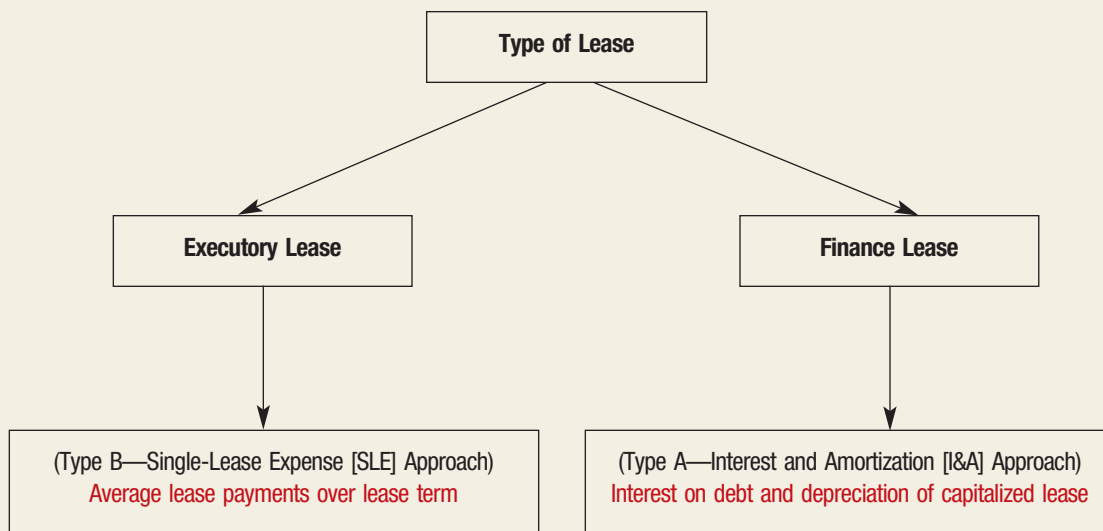 Type of Lease
Executory Lease
Finance Lease
(Type B—Single-Lease Expense [SLE] Approach)
Average lease payments over lease term
(Type A—Interest and Amortization [I&A] Approach)
Interest on debt and depreciation of capitalized lease